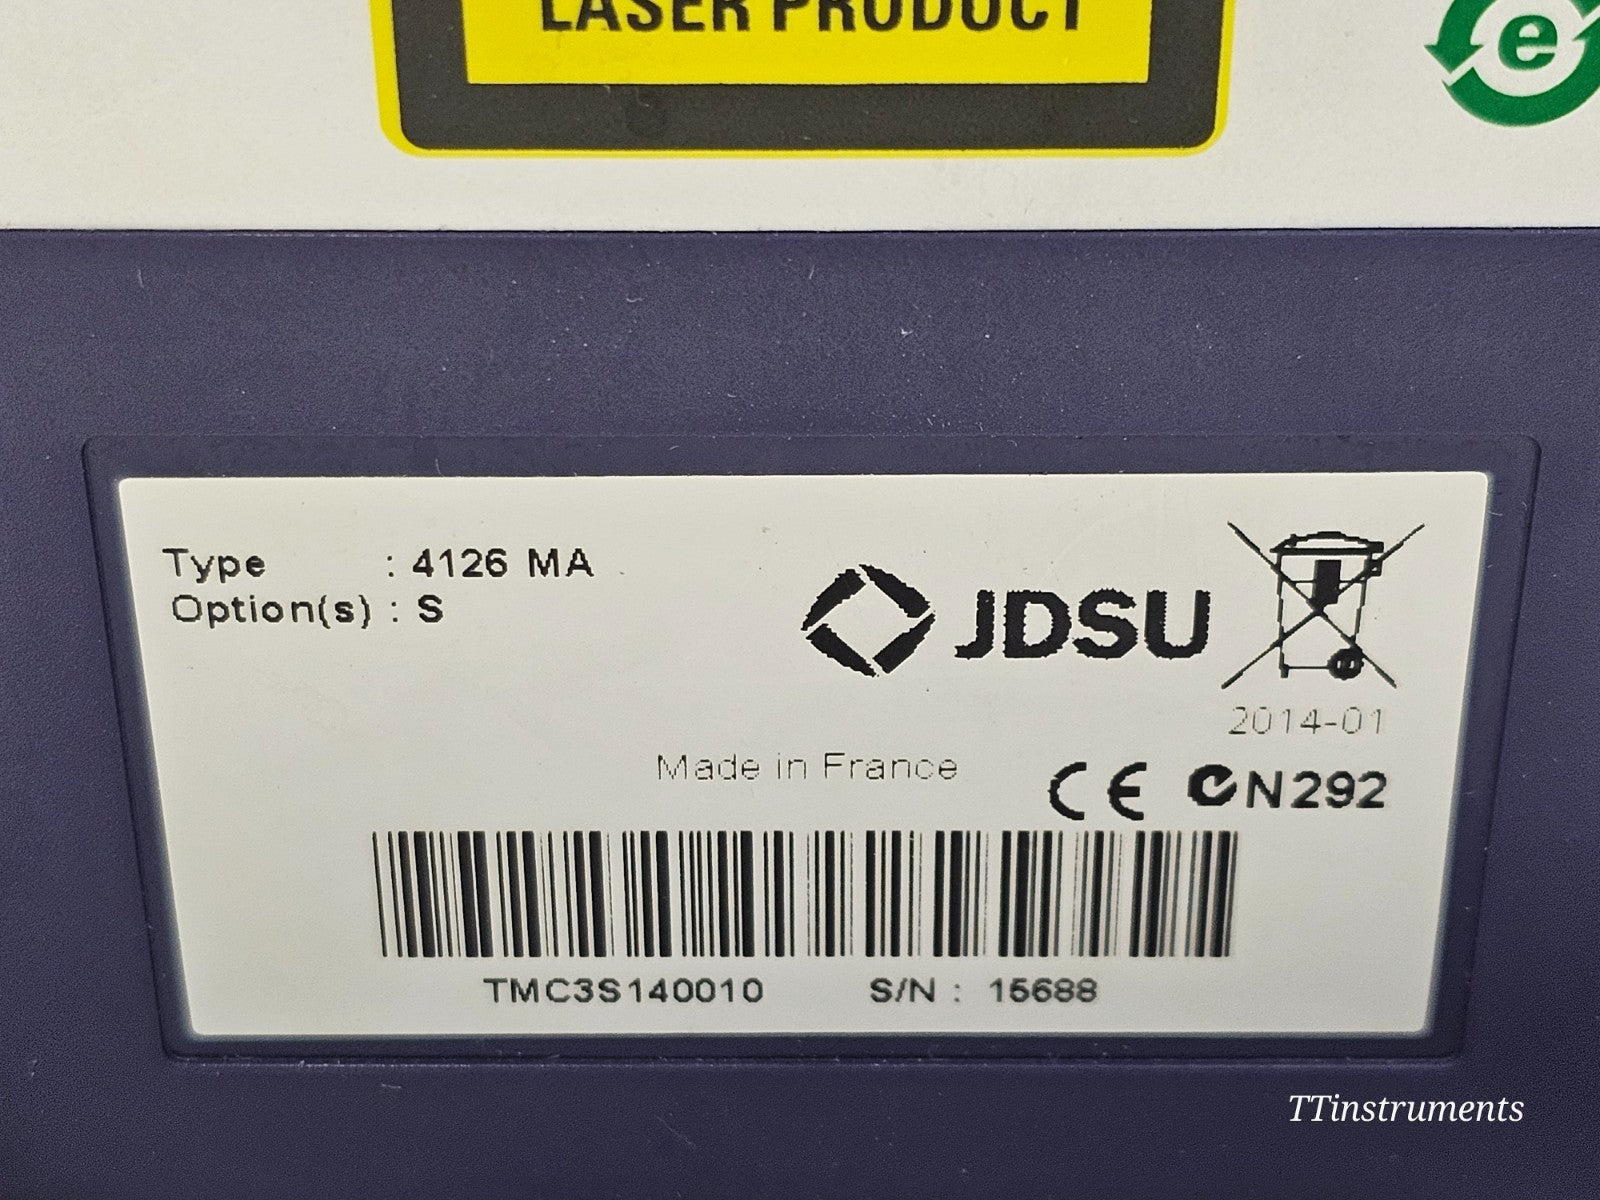 LASER PRODUCT
e
Type : 4126 MA
Option(s) : S
JDSU
2014-01
Made in France
CE N292
TMC3S140010 S/N : 15688
TTinstruments